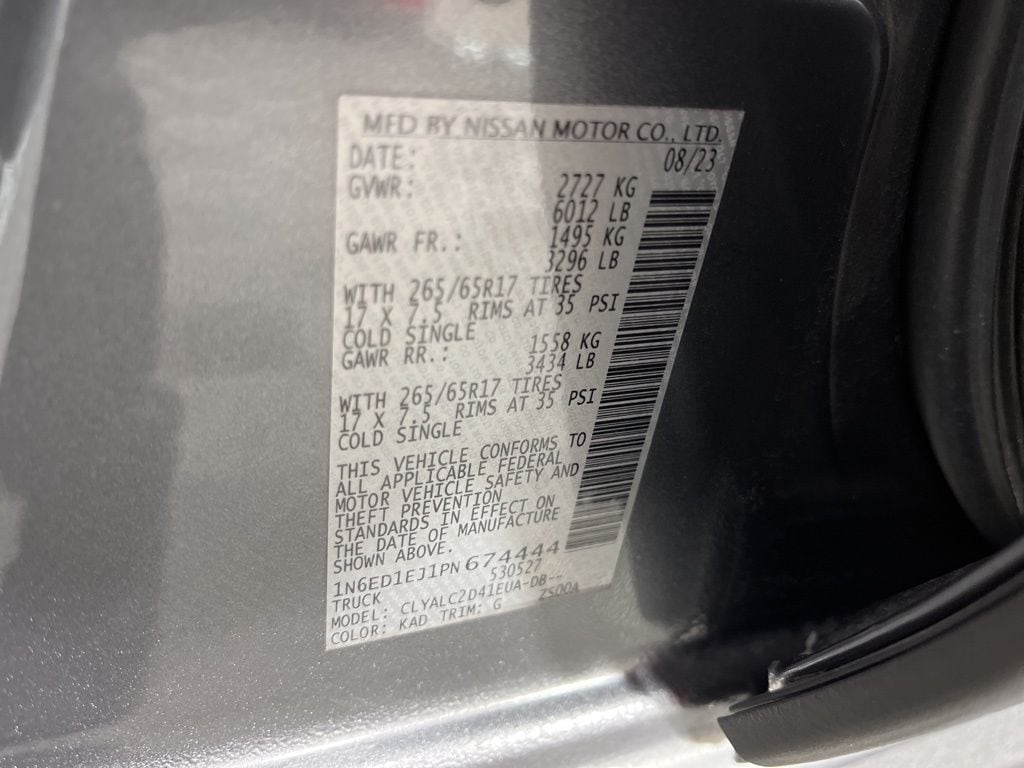 MFD BY NISSAN MOTOR CO., LTD.
DATE: 08/23
GVWR: 2727 KG
6012 LB
GAWR FR.: 1495 KG
3296 LB
WITH 265/65R17 TIRES
17 X 7.5 RIMS AT 35 PSI
COLD SINGLE
GAWR RR.: 1558 KG
3434 LB
WITH 265/65R17 TIRES
17 X 7.5 RIMS AT 35 PSI
COLD SINGLE
THIS VEHICLE CONFORMS TO
ALL APPLICABLE FEDERAL
MOTOR VEHICLE SAFETY AND
THEFT PREVENTION
STANDARDS IN EFFECT ON
THE DATE OF MANUFACTURE
SHOWN ABOVE.
1N6ED1EJ1PN674444
TRUCK 530527
MODEL: CLYALC2D41EUA-DB--
COLOR: KAD TRIM: G ZS00A